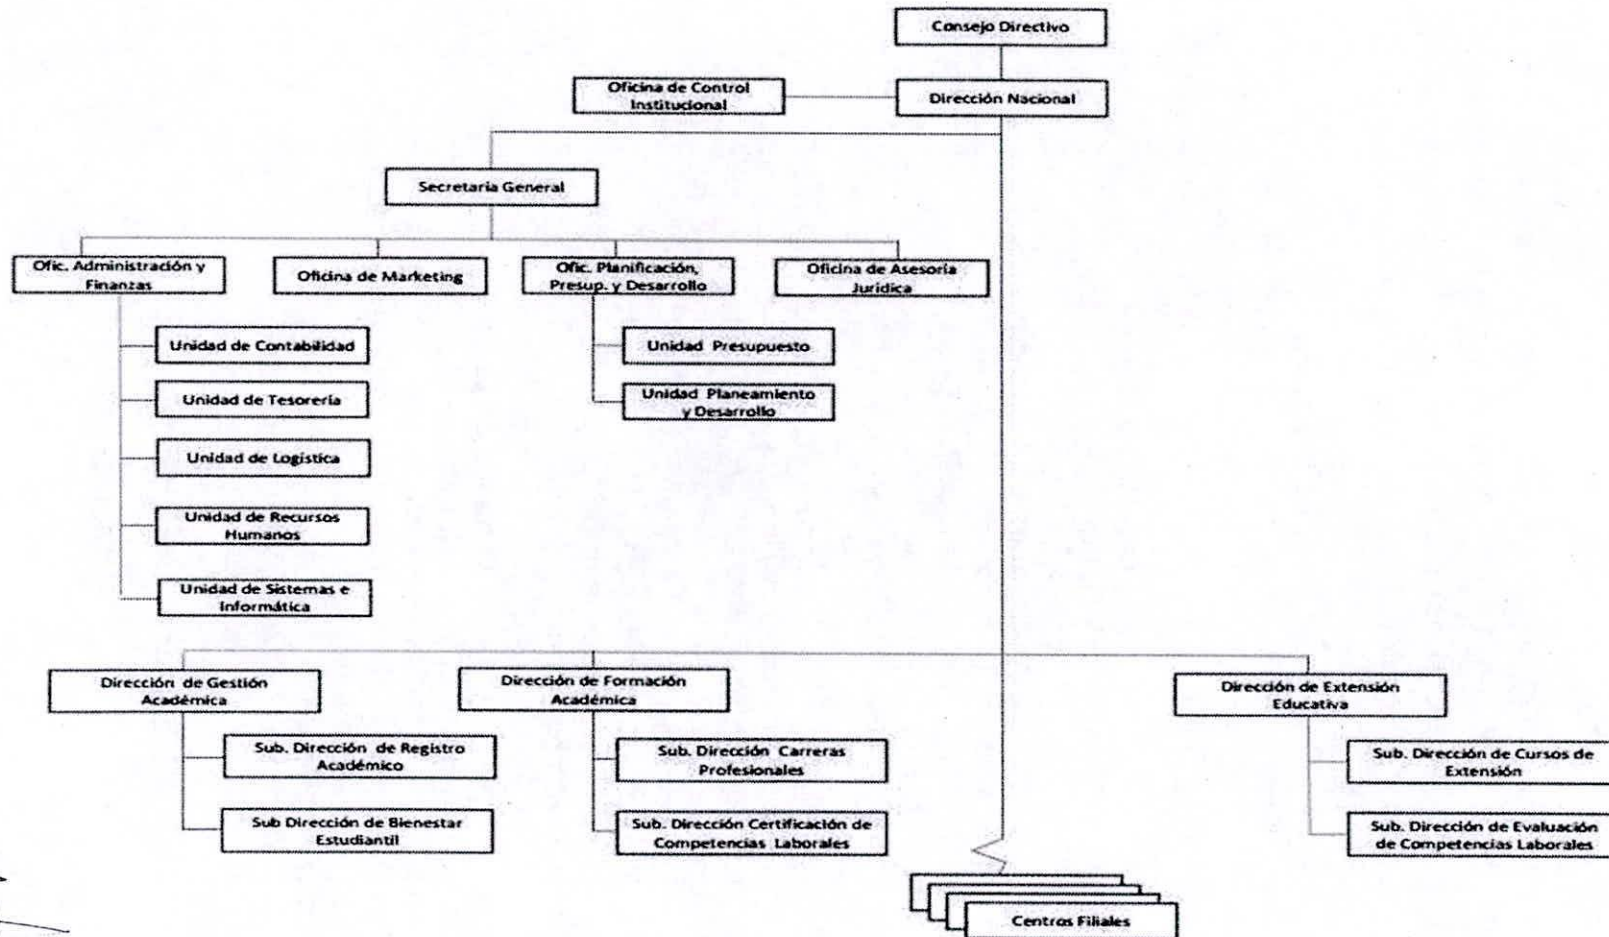 Consejo Directivo
Oficina de Control
Institucional
Dirección Nacional
Secretaria General
Ofic. Administración y
Finanzas
Oficina de Marketing
Ofic. Planificación,
Presup. y Desarrollo
Oficina de Asesoría
Jurídica
Unidad de Contabilidad
Unidad de Tesorería
Unidad de Logística
Unidad de Recursos
Humanos
Unidad de Sistemas e
Informática
Unidad Presupuesto
Unidad Planeamiento
y Desarrollo
Dirección de Gestión
Académica
Sub. Dirección de Registro
Académico
Sub Dirección de Bienestar
Estudiantil
Dirección de Formación
Académica
Sub. Dirección Carreras
Profesionales
Sub. Dirección Certificación de
Competencias Laborales
Dirección de Extensión
Educativa
Sub. Dirección de Cursos de
Extensión
Sub. Dirección de Evaluación
de Competencias Laborales
Centros Filiales